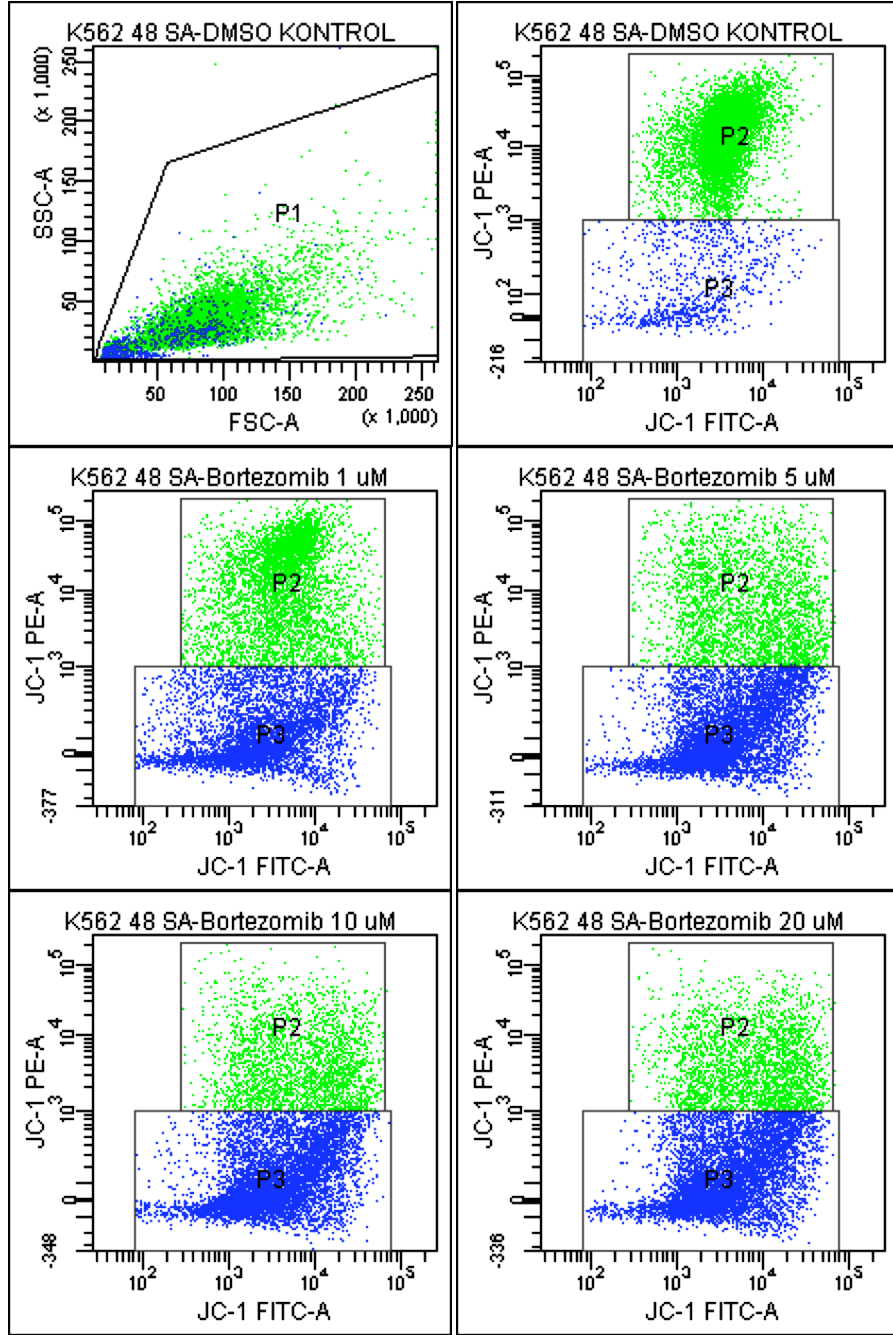 K562 48 SA-DMSO KONTROL
(x 1,000)
250
200
150
100
50
SSC-A
P1
50 100 150 200 250
(x 1,000)
FSC-A
K562 48 SA-DMSO KONTROL
10^5
10^4
10^3
10^2
0
-216
JC-1 PE-A
P2
P3
10^2 10^3 10^4 10^5
JC-1 FITC-A
K562 48 SA-Bortezomib 1 uM
10^5
10^4
10^3
0
-377
JC-1 PE-A
P2
P3
10^2 10^3 10^4 10^5
JC-1 FITC-A
K562 48 SA-Bortezomib 5 uM
10^5
10^4
10^3
0
-311
JC-1 PE-A
P2
P3
10^2 10^3 10^4 10^5
JC-1 FITC-A
K562 48 SA-Bortezomib 10 uM
10^5
10^4
10^3
0
-348
JC-1 PE-A
P2
P3
10^2 10^3 10^4 10^5
JC-1 FITC-A
K562 48 SA-Bortezomib 20 uM
10^5
10^4
10^3
0
-336
JC-1 PE-A
P2
P3
10^2 10^3 10^4 10^5
JC-1 FITC-A